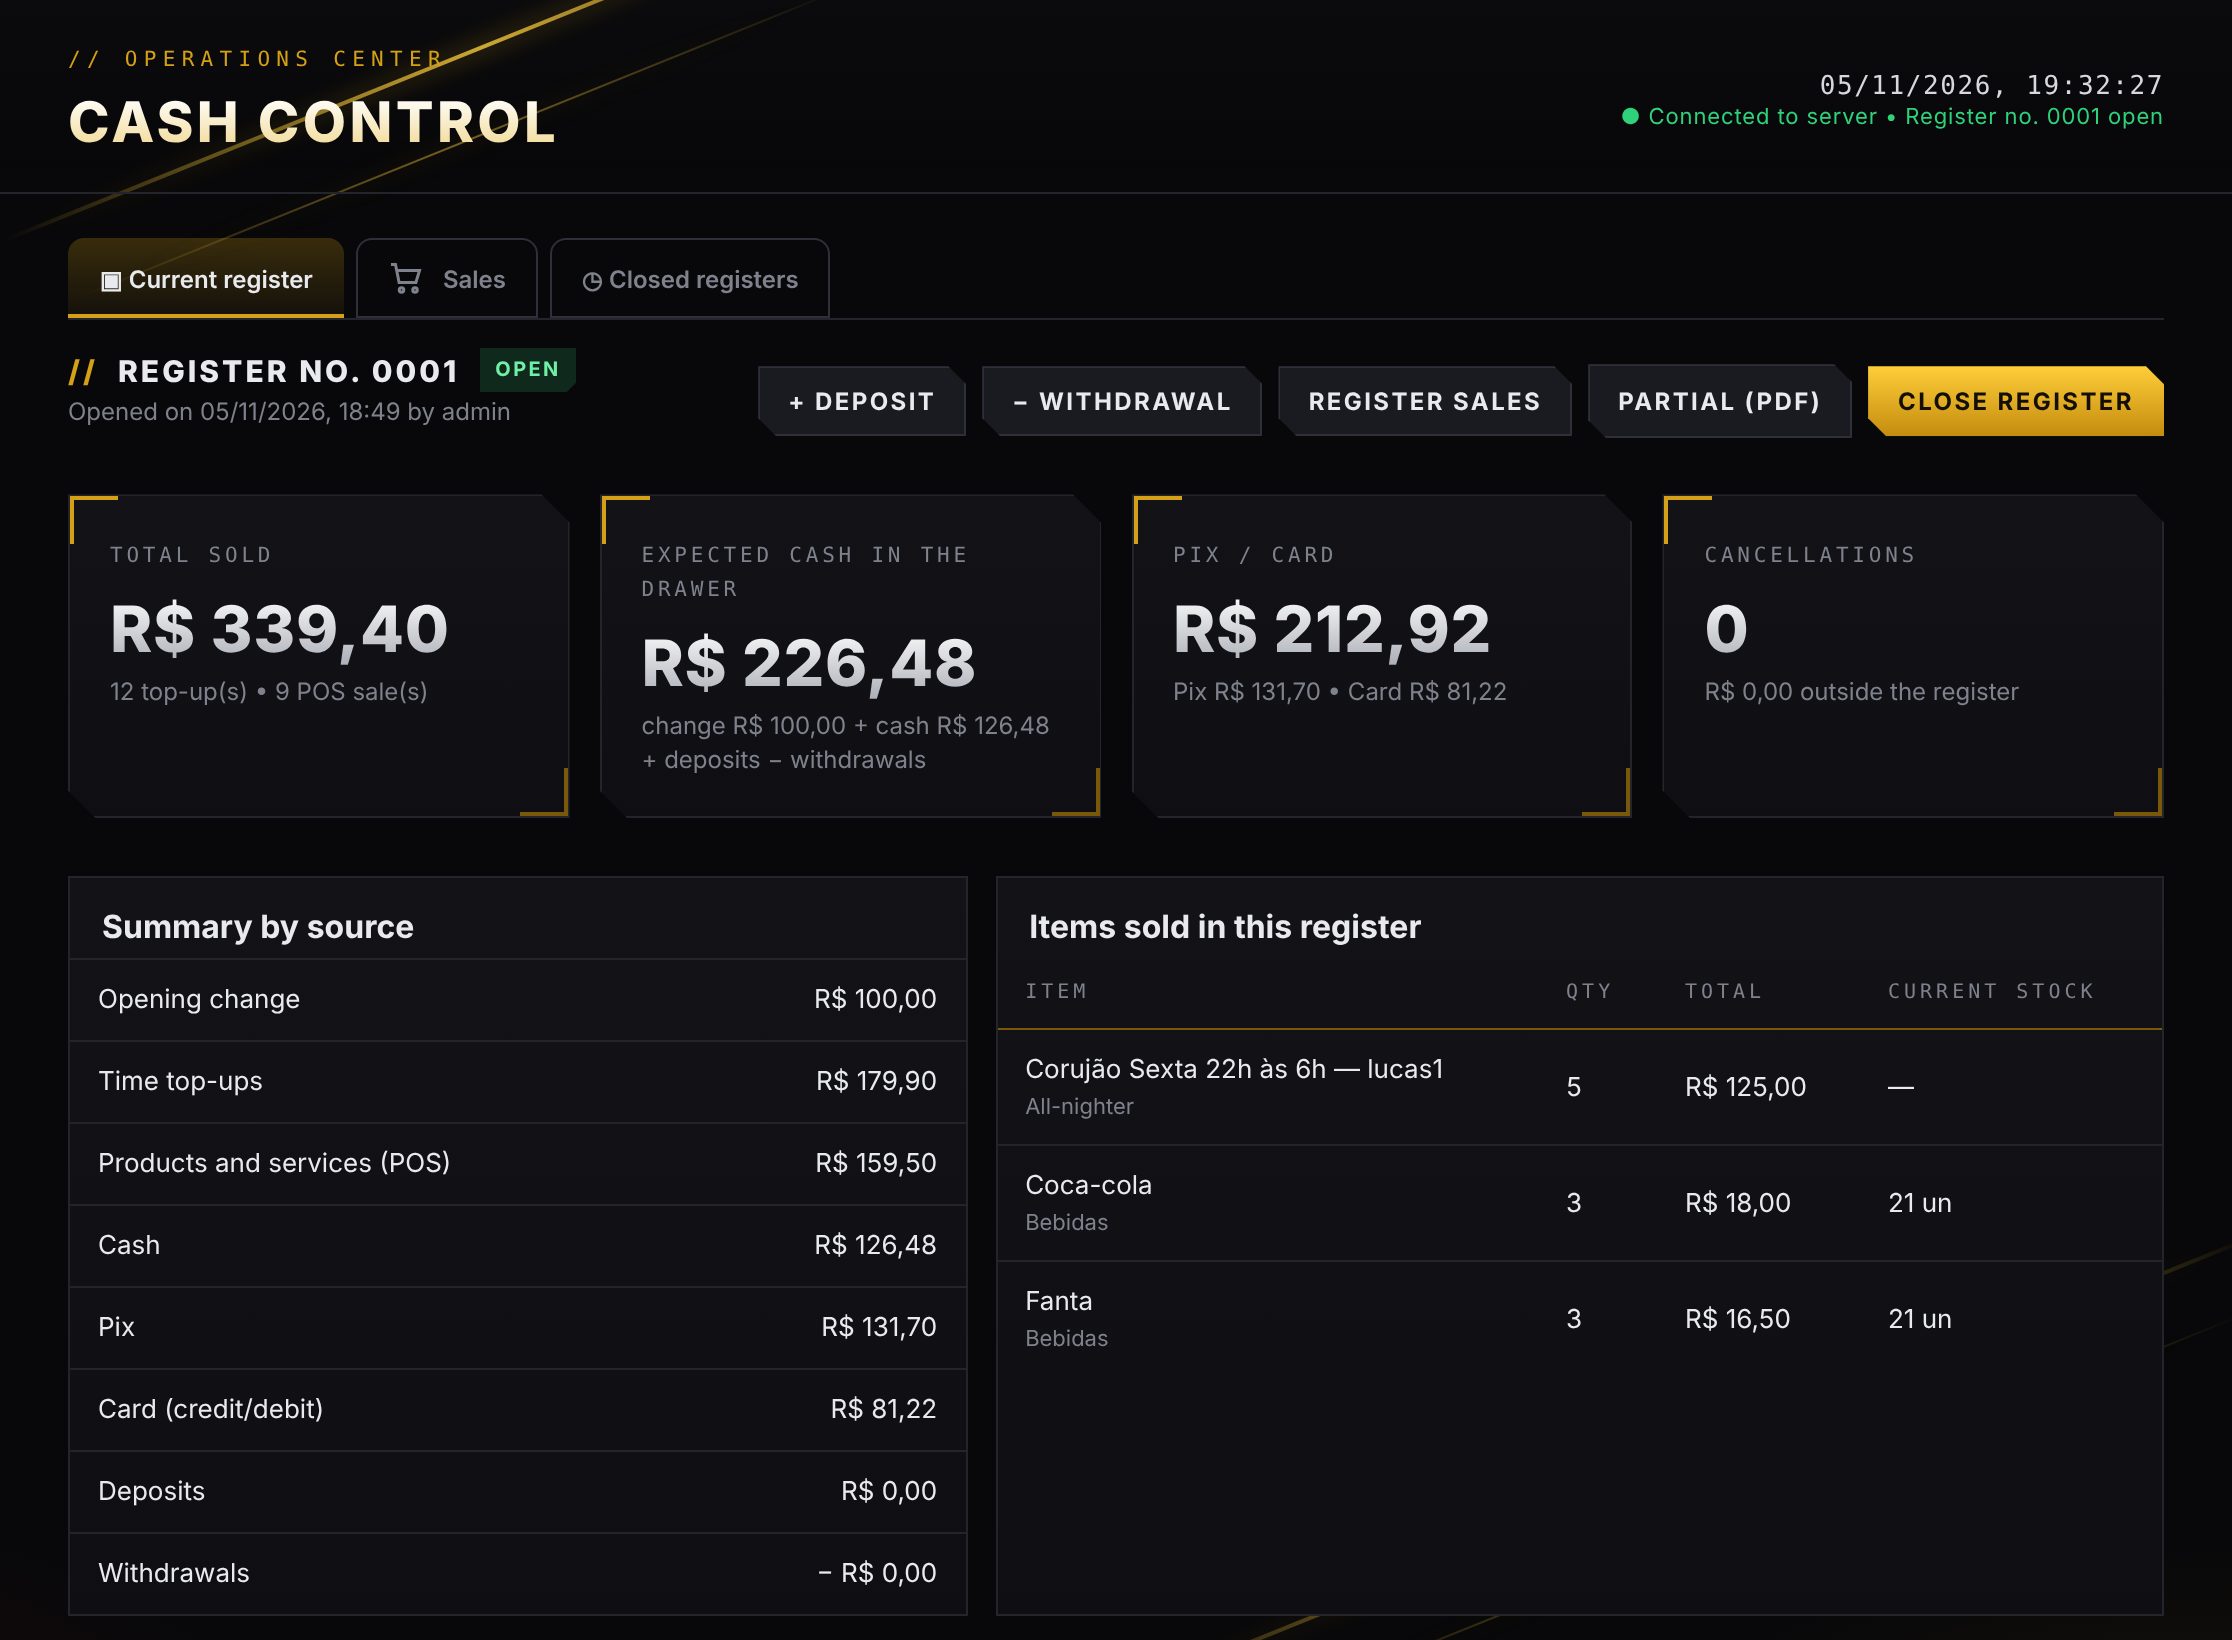 // OPERATIONS CENTER
CASH CONTROL
05/11/2026, 19:32:27
Connected to server • Register no. 0001 open
Current register
Sales
Closed registers
// REGISTER NO. 0001 OPEN
Opened on 05/11/2026, 18:49 by admin
+ DEPOSIT
− WITHDRAWAL
REGISTER SALES
PARTIAL (PDF)
CLOSE REGISTER
TOTAL SOLD
R$ 339,40
12 top-up(s) • 9 POS sale(s)
EXPECTED CASH IN THE
DRAWER
R$ 226,48
change R$ 100,00 + cash R$ 126,48
+ deposits − withdrawals
PIX / CARD
R$ 212,92
Pix R$ 131,70 • Card R$ 81,22
CANCELLATIONS
0
R$ 0,00 outside the register
Summary by source
Opening change R$ 100,00
Time top-ups R$ 179,90
Products and services (POS) R$ 159,50
Cash R$ 126,48
Pix R$ 131,70
Card (credit/debit) R$ 81,22
Deposits R$ 0,00
Withdrawals − R$ 0,00
Items sold in this register
ITEM QTY TOTAL CURRENT STOCK
Corujão Sexta 22h às 6h — lucas1
All-nighter
5 R$ 125,00 —
Coca-cola
Bebidas
3 R$ 18,00 21 un
Fanta
Bebidas
3 R$ 16,50 21 un